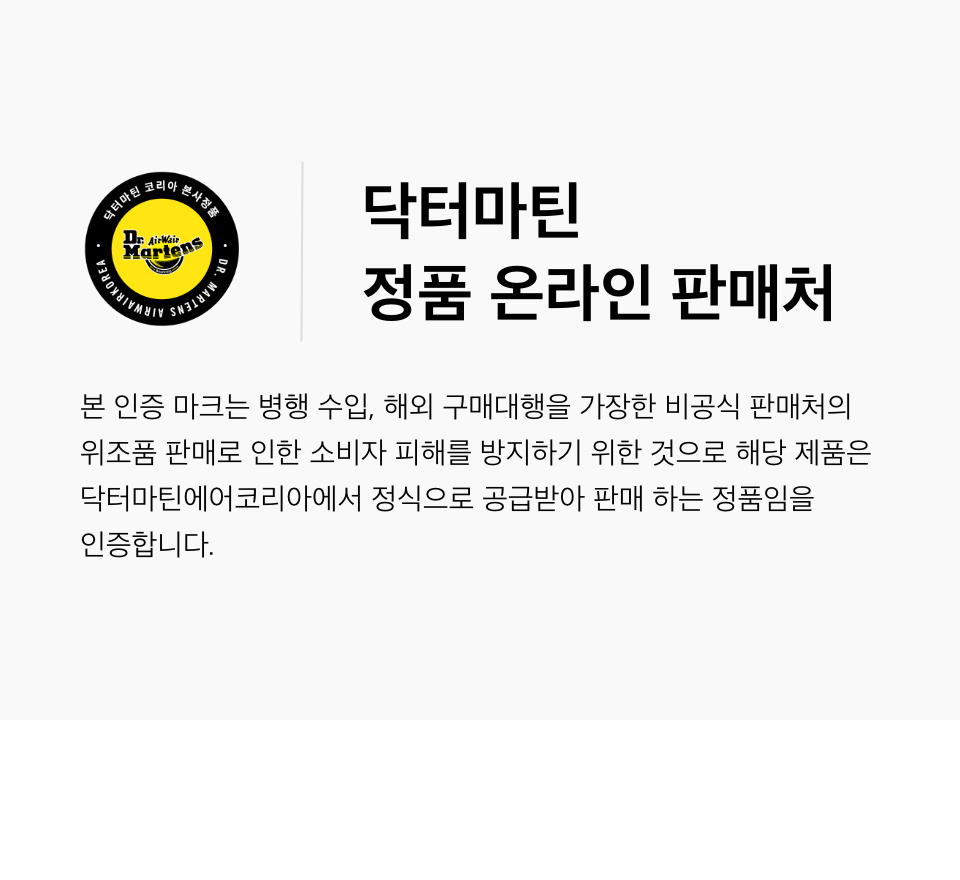 닥터마틴 코리아 본사정품
Dr. AirWair
Martens
DR. MARTENS AIRWAIRKOREA
닥터마틴
정품 온라인 판매처
본 인증 마크는 병행 수입, 해외 구매대행을 가장한 비공식 판매처의
위조품 판매로 인한 소비자 피해를 방지하기 위한 것으로 해당 제품은
닥터마틴에어코리아에서 정식으로 공급받아 판매 하는 정품임을
인증합니다.